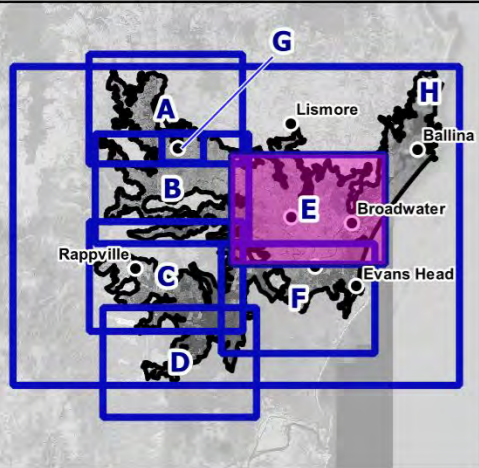 G
A
H
Lismore
Ballina
B
E
Broadwater
Rappville
C
Evans Head
F
D